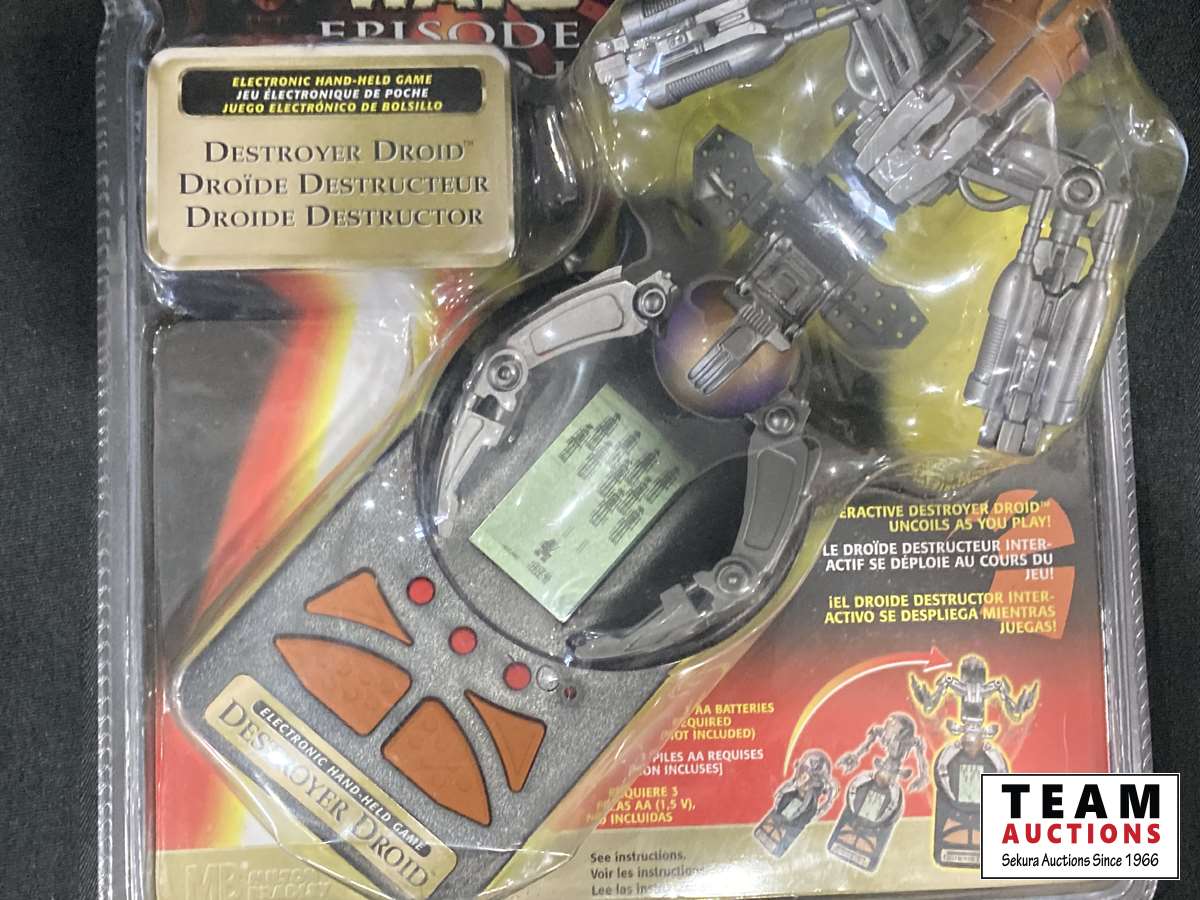 EPISODE
ELECTRONIC HAND-HELD GAME
JEU ÉLECTRONIQUE DE POCHE
JUEGO ELECTRÓNICO DE BOLSILLO
DESTROYER DROID™
DROÏDE DESTRUCTEUR
DROIDE DESTRUCTOR
DESTROYER DROID™
UNCOILS AS YOU PLAY!
LE DROÏDE DESTRUCTEUR INTER-
ACTIF SE DÉPLOIE AU COURS DU
JEU!
¡EL DROIDE DESTRUCTOR INTER-
ACTIVO SE DESPLIEGA MIENTRAS
JUEGAS!
AA BATTERIES
REQUIRED
(NOT INCLUDED)
PILES AA REQUISES
[NON INCLUSES]
REQUIERE 3
PILAS AA (1,5 V),
NO INCLUIDAS
ELECTRONIC HAND-HELD GAME
DESTROYER DROID
See instructions.
Voir les instructions
Lee las
MB
TEAM
AUCTIONS
Sekura Auctions Since 1966